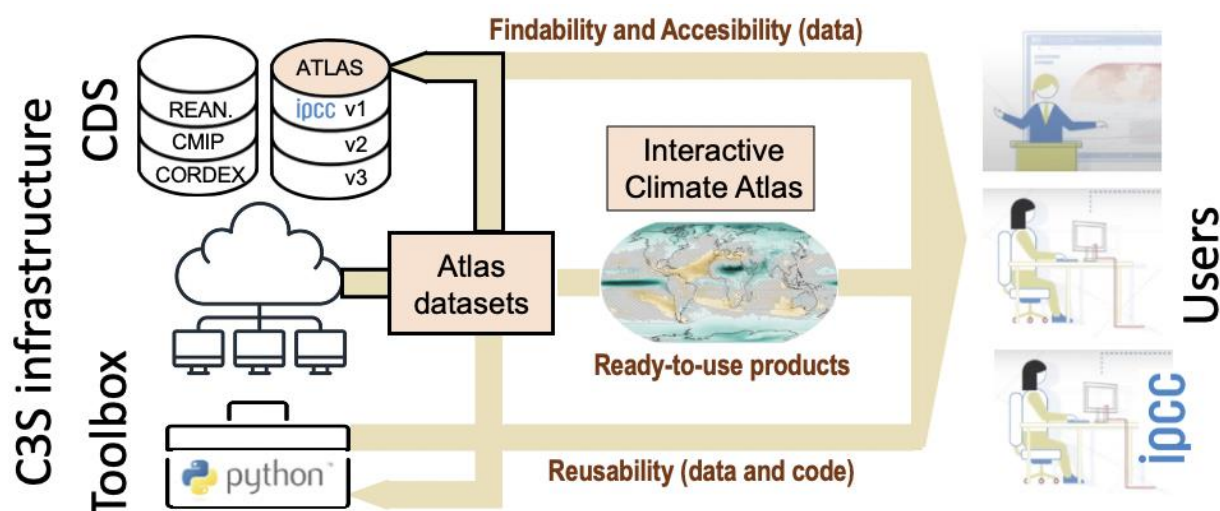 Findability and Accesibility (data)
C3S infrastructure
CDS
REAN.
CMIP
CORDEX
ATLAS
ipcc v1
v2
v3
Interactive
Climate Atlas
Atlas
datasets
Ready-to-use products
Toolbox
python™
Reusability (data and code)
Users
ipcc